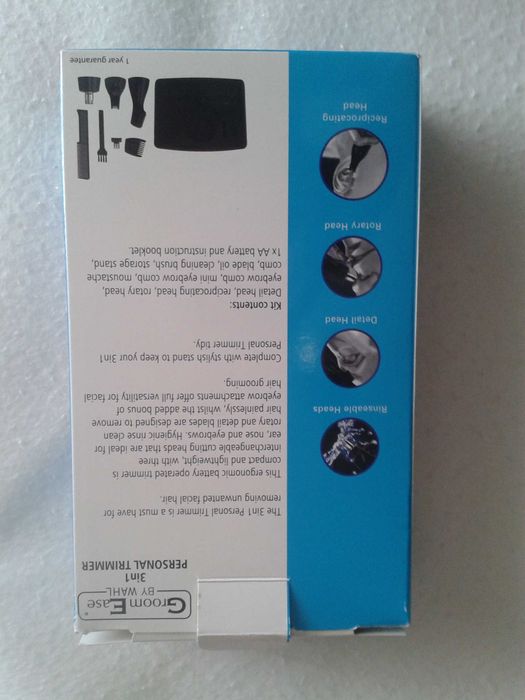 GroomEase®
BY WAHL
3in1
PERSONAL TRIMMER
The 3in1 Personal Trimmer is a must have for
removing unwanted facial hair.
This ergonomic battery operated trimmer is
compact and lightweight, with three
interchangeable cutting heads that are ideal for
ear, nose and eyebrows. Hygienic rinse clean
rotary and detail blades are designed to remove
hair painlessly, whilst the added bonus of
eyebrow attachments offer full versatility for facial
hair grooming.
Complete with stylish stand to keep your 3in1
Personal Trimmer tidy.
Kit contents:
Detail head, reciprocating head, rotary head,
eyebrow comb, mini eyebrow comb, moustache
comb, blade oil, cleaning brush, storage stand,
1x AA battery and instruction booklet.
1 year guarantee
Rinseable Heads
Detail Head
Rotary Head
Reciprocating
Head